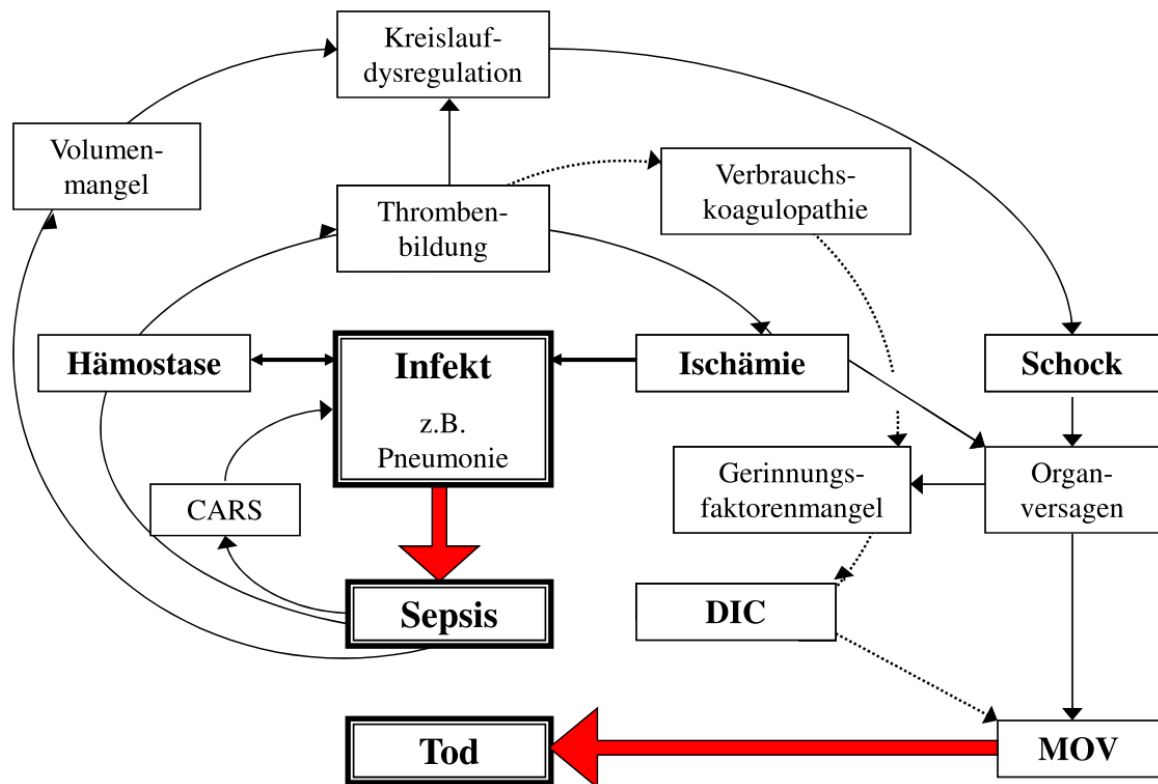 Kreislauf-
dysregulation
Volumen-
mangel
Verbrauchs-
koagulopathie
Thromben-
bildung
Hämostase
Infekt
z.B.
Pneumonie
Ischämie
Schock
CARS
Gerinnungs-
faktorenmangel
Organ-
versagen
Sepsis
DIC
Tod
MOV